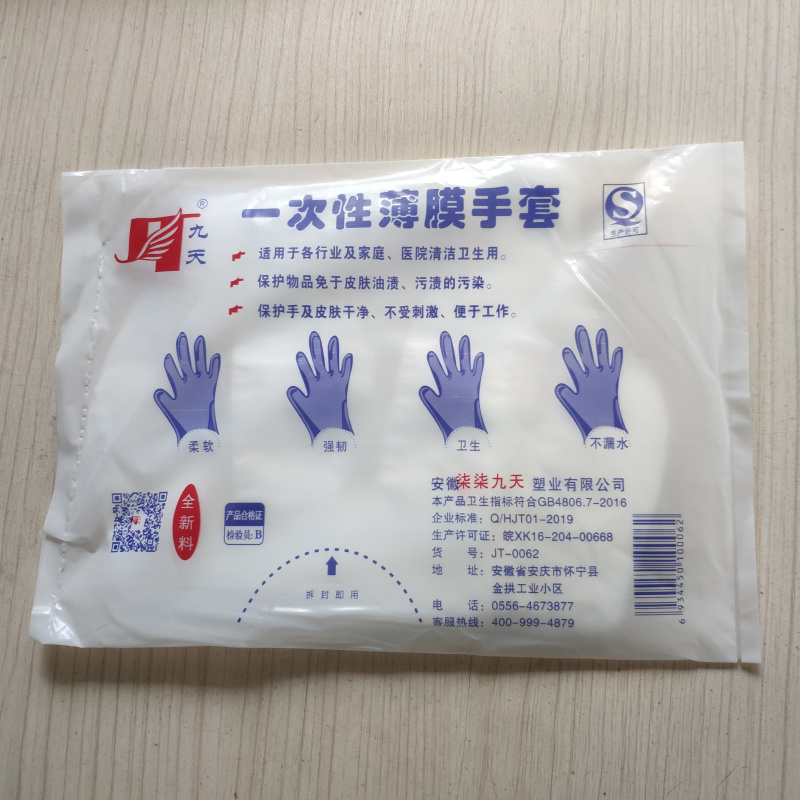 九天
®
一次性薄膜手套
生产许可
适用于各行业及家庭、医院清洁卫生用。
保护物品免于皮肤油渍、污渍的污染。
保护手及皮肤干净、不受刺激、便于工作。
柔软
强韧
卫生
不漏水
全新料
产品合格证
检验员:B
拆封即用
安徽柒柒九天 塑业有限公司
本产品卫生指标符合GB4806.7-2016
企业标准：Q/HJT01-2019
生产许可证：皖XK16-204-00668
货 号：JT-0062
地 址：安徽省安庆市怀宁县
金拱工业小区
电 话：0556-4673877
客服热线：400-999-4879
6 934450 100062